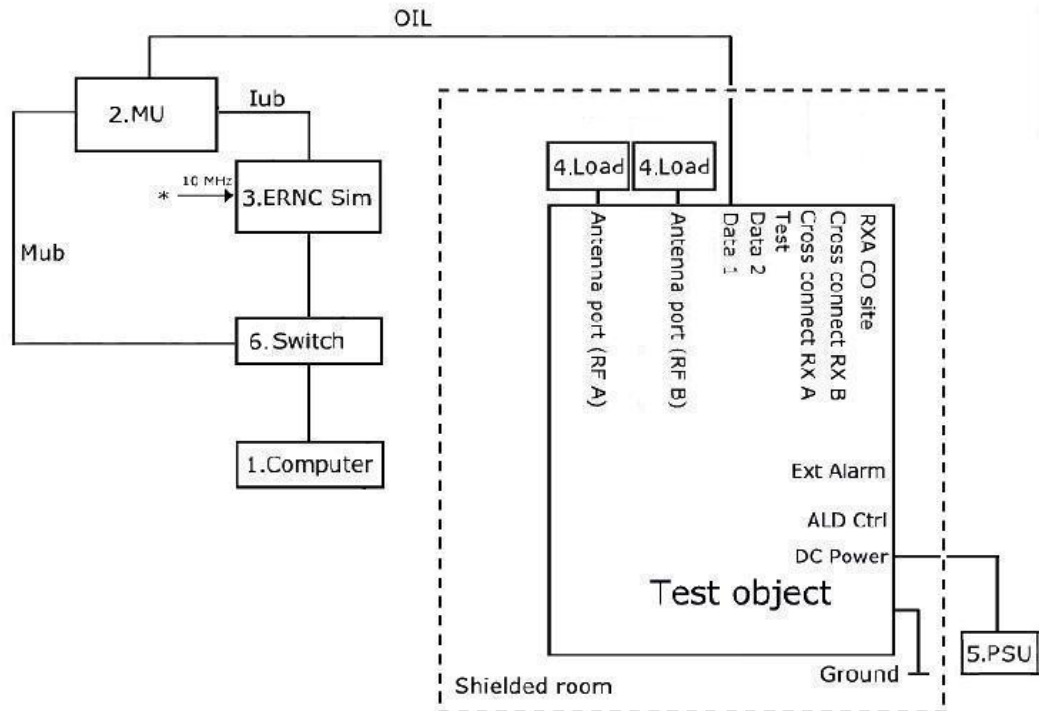 OIL
2.MU
Iub
4.Load
4.Load
* 10 MHz
3.ERNC Sim
Mub
6.Switch
1.Computer
Antenna port (RF A)
Antenna port (RF B)
Data 1
Data 2
Test
Cross connect RX A
Cross connect RX B
RXA CO site
Ext Alarm
ALD Ctrl
DC Power
Test object
5.PSU
Ground
Shielded room